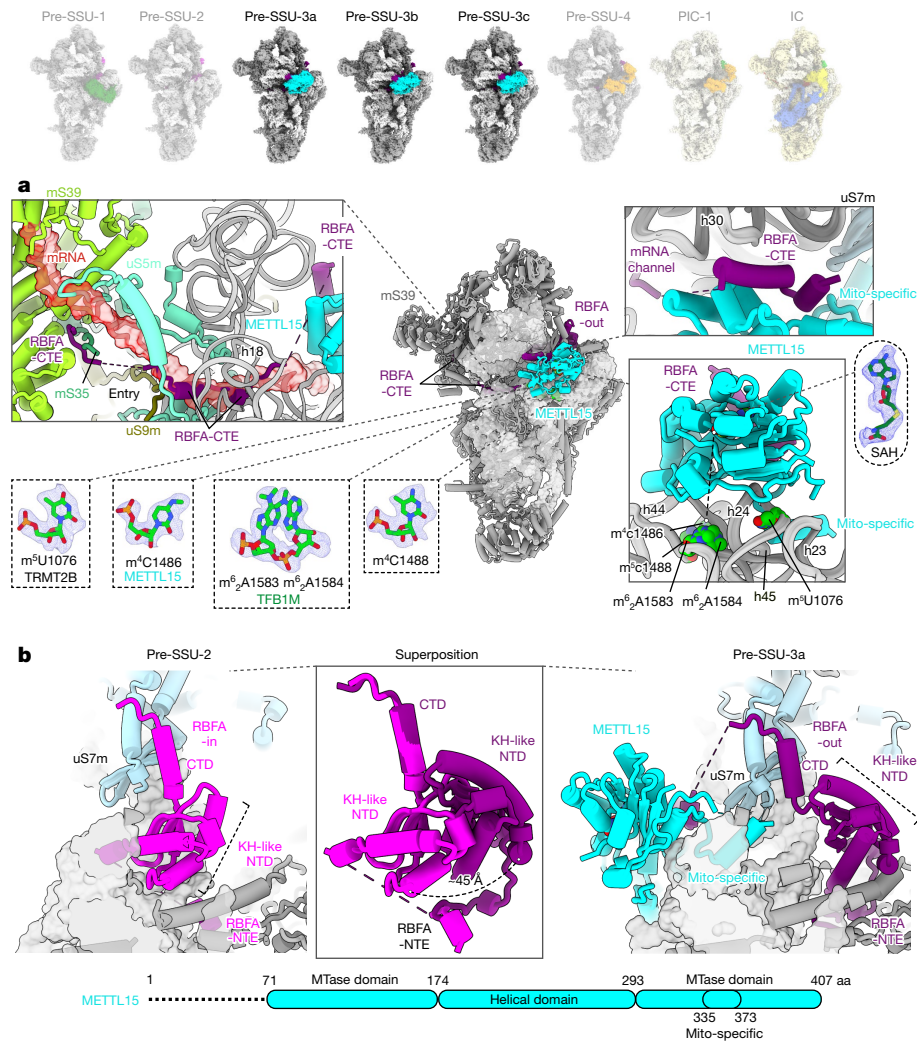 Pre-SSU-1 Pre-SSU-2 Pre-SSU-3a Pre-SSU-3b Pre-SSU-3c Pre-SSU-4 PIC-1 IC
a
mS39
mRNA
uS5m
RBFA
-CTE
METTL15
h18
RBFA
-CTE
mS35
Entry
uS9m
RBFA-CTE
mS39
RBFA
-out
RBFA
-CTE
METTL15
uS7m
h30
RBFA
-CTE
mRNA
channel
Mito-specific
METTL15
RBFA
-CTE
SAH
h44
h24
m⁴c1486
m⁵c1488
Mito-specific
h23
m⁶₂A1583
m⁶₂A1584
h45
m⁵U1076
m⁵U1076
TRMT2B
m⁴C1486
METTL15
m⁶₂A1583 m⁶₂A1584
TFB1M
m⁴C1488
b
Pre-SSU-2
Superposition
Pre-SSU-3a
RBFA
-in
CTD
uS7m
KH-like
NTD
RBFA
-NTE
CTD
KH-like
NTD
KH-like
NTD
~45 Å
RBFA
-NTE
METTL15
RBFA
-out
KH-like
NTD
CTD
uS7m
Mito-specific
RBFA
-NTE
1 71 174 293 407 aa
MTase domain MTase domain
METTL15
Helical domain
335 373
Mito-specific